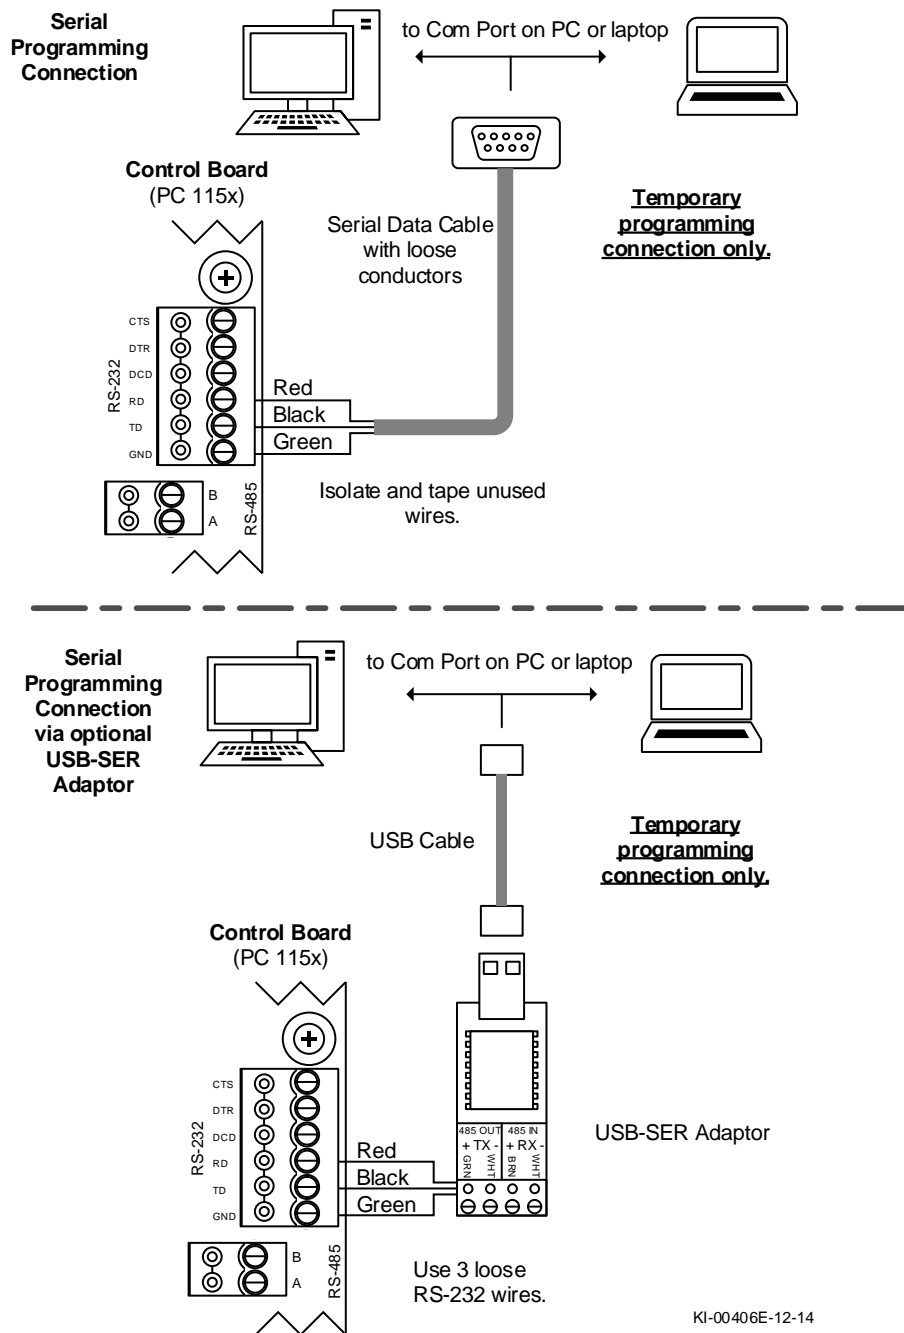 Serial
Programming
Connection
to Com Port on PC or laptop
Control Board
(PC 115x)
Serial Data Cable
with loose
conductors
Temporary
programming
connection only.
RS-232
CTS
DTR
DCD
RD
TD
GND
Red
Black
Green
B
A
RS-485
Isolate and tape unused
wires.
Serial
Programming
Connection
via optional
USB-SER
Adaptor
to Com Port on PC or laptop
USB Cable
Temporary
programming
connection only.
Control Board
(PC 115x)
RS-232
CTS
DTR
DCD
RD
TD
GND
Red
Black
Green
485 OUT
+ TX -
GRN
WHT
485 IN
+ RX -
BRN
WHT
USB-SER Adaptor
B
A
RS-485
Use 3 loose
RS-232 wires.
KI-00406E-12-14